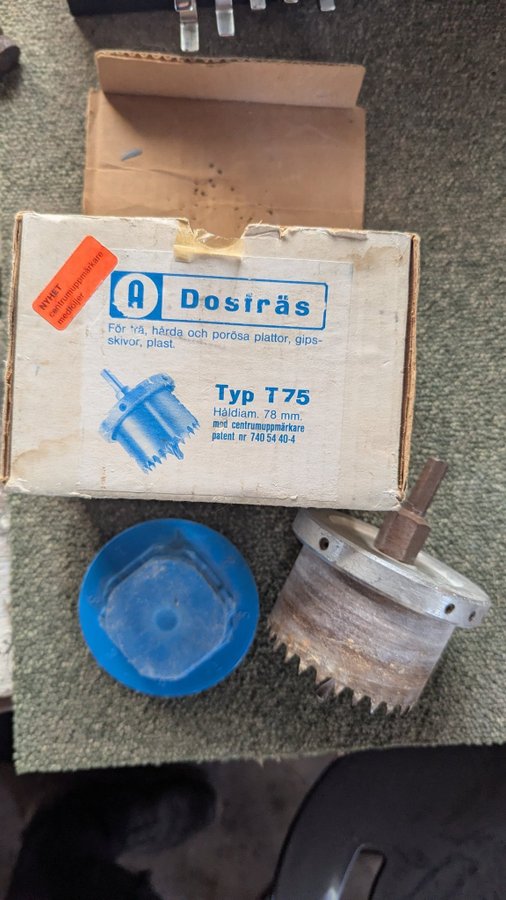 NYHET
centrumuppmärkare
medföljer
A Dosfräs
För trä, hårda och porösa plattor, gips-
skivor, plast.
Typ T75
Håldiam. 78 mm.
med centrumuppmärkare
patent nr 740 54 40-4